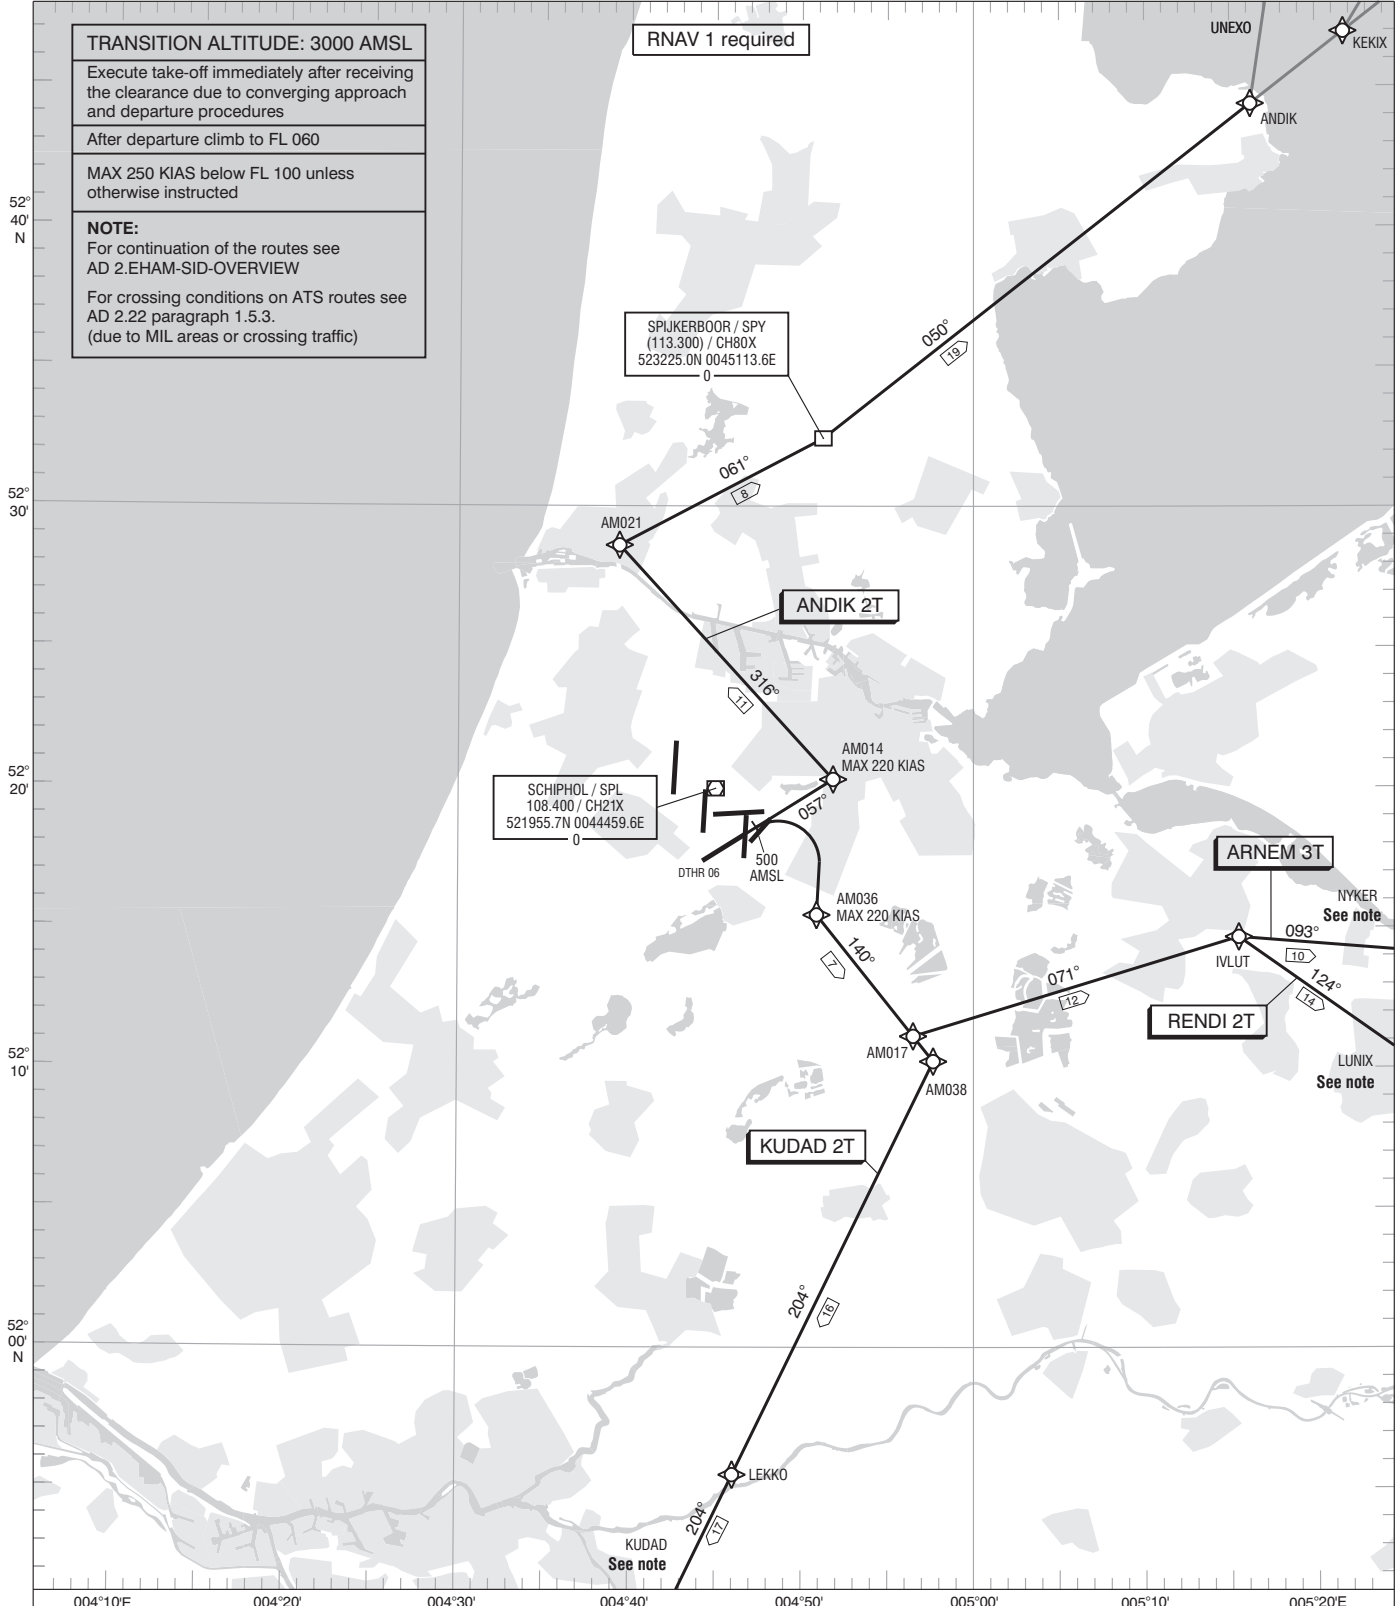 TRANSITION ALTITUDE: 3000 AMSL
Execute take-off immediately after receiving
the clearance due to converging approach
and departure procedures
After departure climb to FL 060
MAX 250 KIAS below FL 100 unless
otherwise instructed
NOTE:
For continuation of the routes see
AD 2.EHAM-SID-OVERVIEW
For crossing conditions on ATS routes see
AD 2.22 paragraph 1.5.3.
(due to MIL areas or crossing traffic)
RNAV 1 required
UNEXO
KEKIX
ANDIK
52°
40'
N
SPIJKERBOOR / SPY
(113.300) / CH80X
523225.0N 0045113.6E
0
050°
19
061°
8
52°
30'
AM021
ANDIK 2T
316°
11
AM014
MAX 220 KIAS
52°
20'
SCHIPHOL / SPL
108.400 / CH21X
521955.7N 0044459.6E
0
057°
500
AMSL
DTHR 06
ARNEM 3T
AM036
MAX 220 KIAS
NYKER
See note
093°
10
IVLUT
140°
7
071°
12
124°
14
RENDI 2T
AM017
52°
10'
LUNIX
See note
AM038
KUDAD 2T
204°
16
52°
00'
N
LEKKO
204°
17
KUDAD
See note
004°10'E
004°20'
004°30'
004°40'
004°50'
005°00'
005°10'
005°20'E